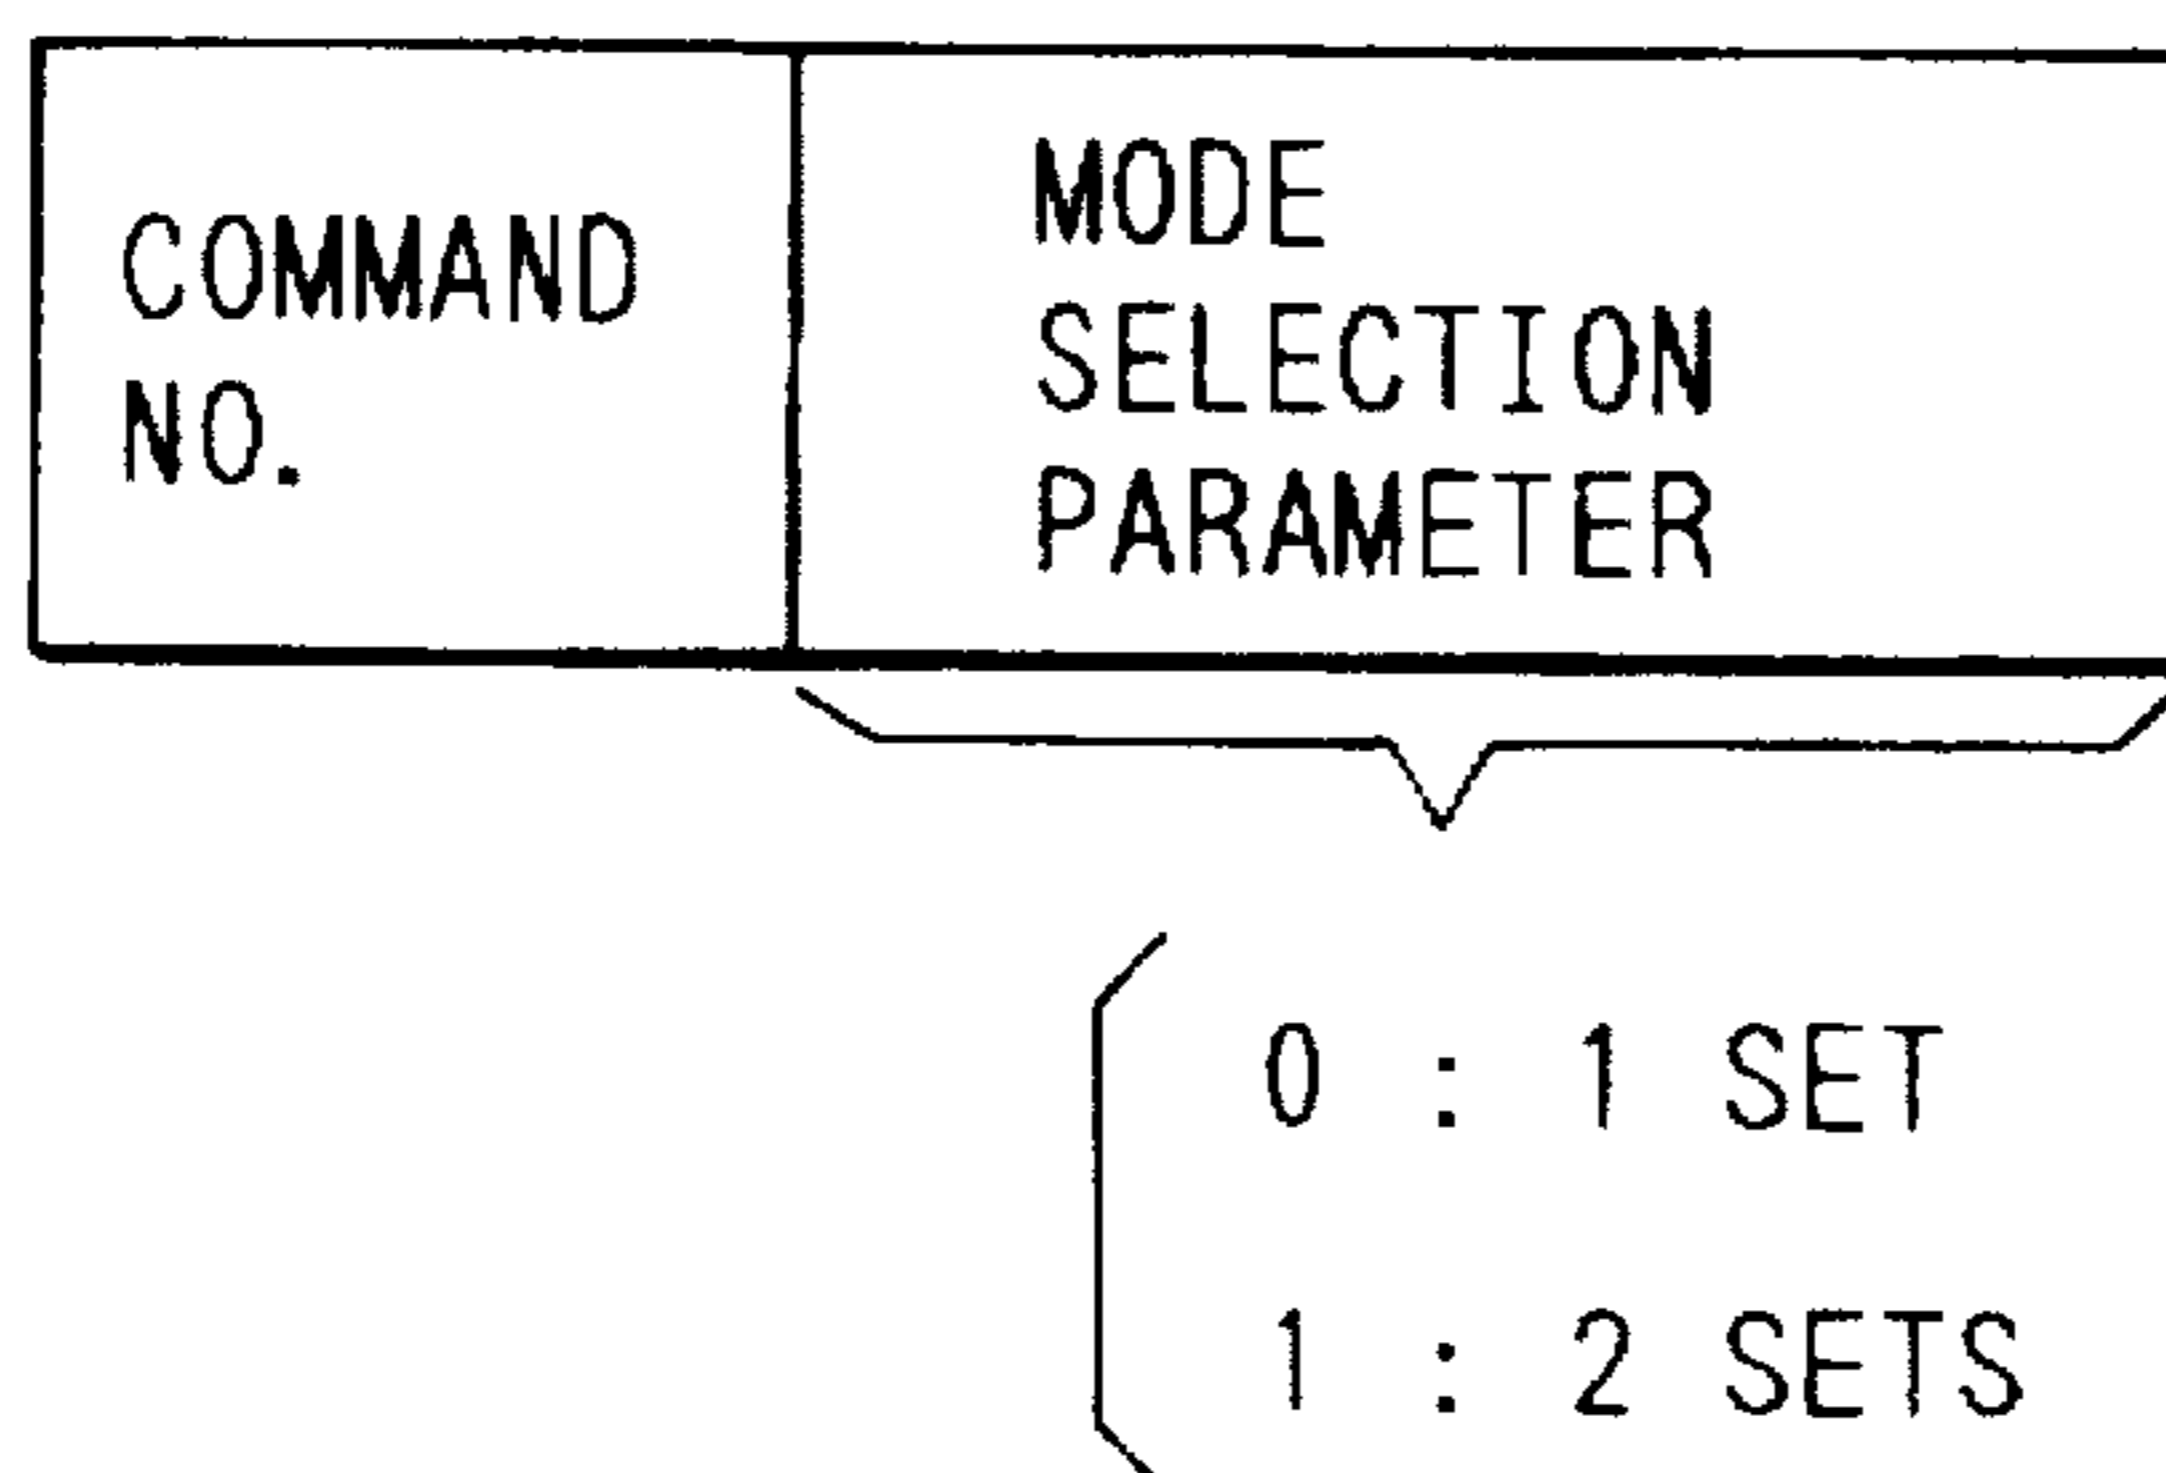 COMMAND
NO.
MODE
SELECTION
PARAMETER
0 : 1 SET
1 : 2 SETS